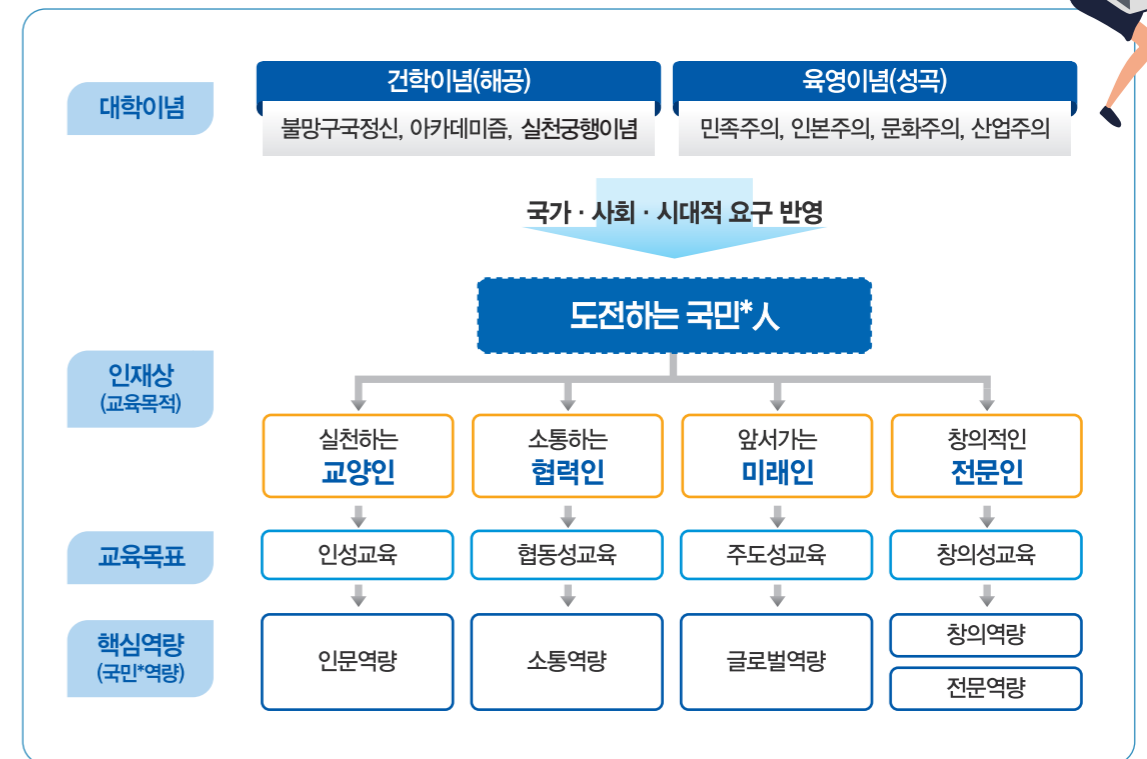 대학이념
건학이념(해공)
육영이념(성곡)
불망구국정신, 아카데미즘, 실천궁행이념
민족주의, 인본주의, 문화주의, 산업주의
국가 · 사회 · 시대적 요구 반영
도전하는 국민*人
인재상
(교육목적)
실천하는
교양인
소통하는
협력인
앞서가는
미래인
창의적인
전문인
교육목표
인성교육
협동성교육
주도성교육
창의성교육
핵심역량
(국민*역량)
인문역량
소통역량
글로벌역량
창의역량
전문역량